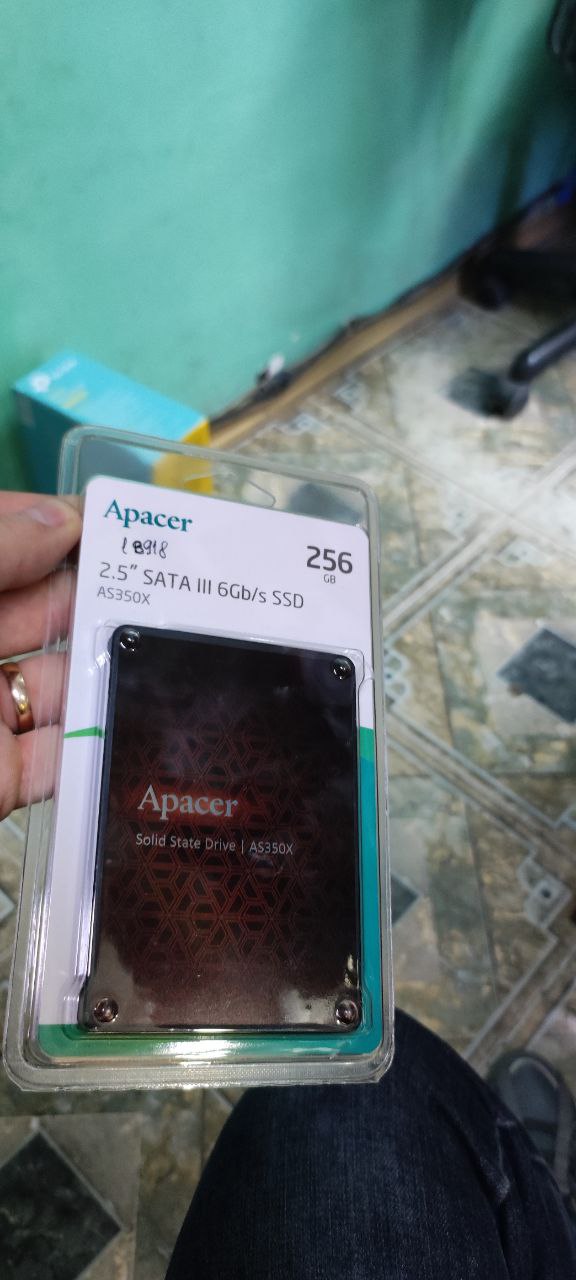 Apacer
256
GB
2.5" SATA III 6Gb/s SSD
AS350X
Apacer
Solid State Drive | AS350X